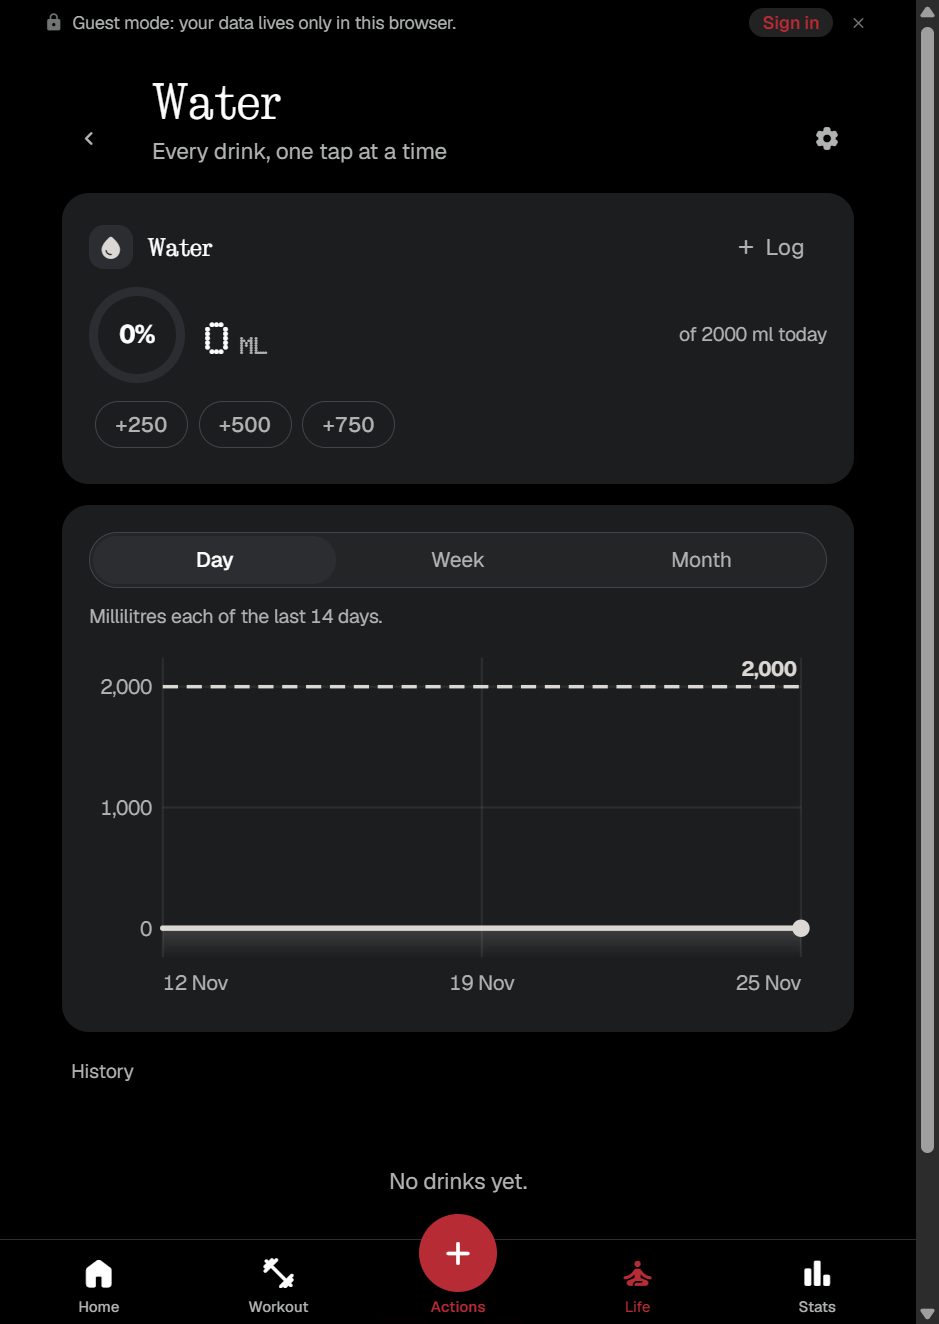 Guest mode: your data lives only in this browser.
Sign in
Water
Every drink, one tap at a time
Water
+ Log
0%
0 ML
of 2000 ml today
+250
+500
+750
Day
Week
Month
Millilitres each of the last 14 days.
2,000
2,000
1,000
0
12 Nov
19 Nov
25 Nov
History
No drinks yet.
Home
Workout
Actions
Life
Stats